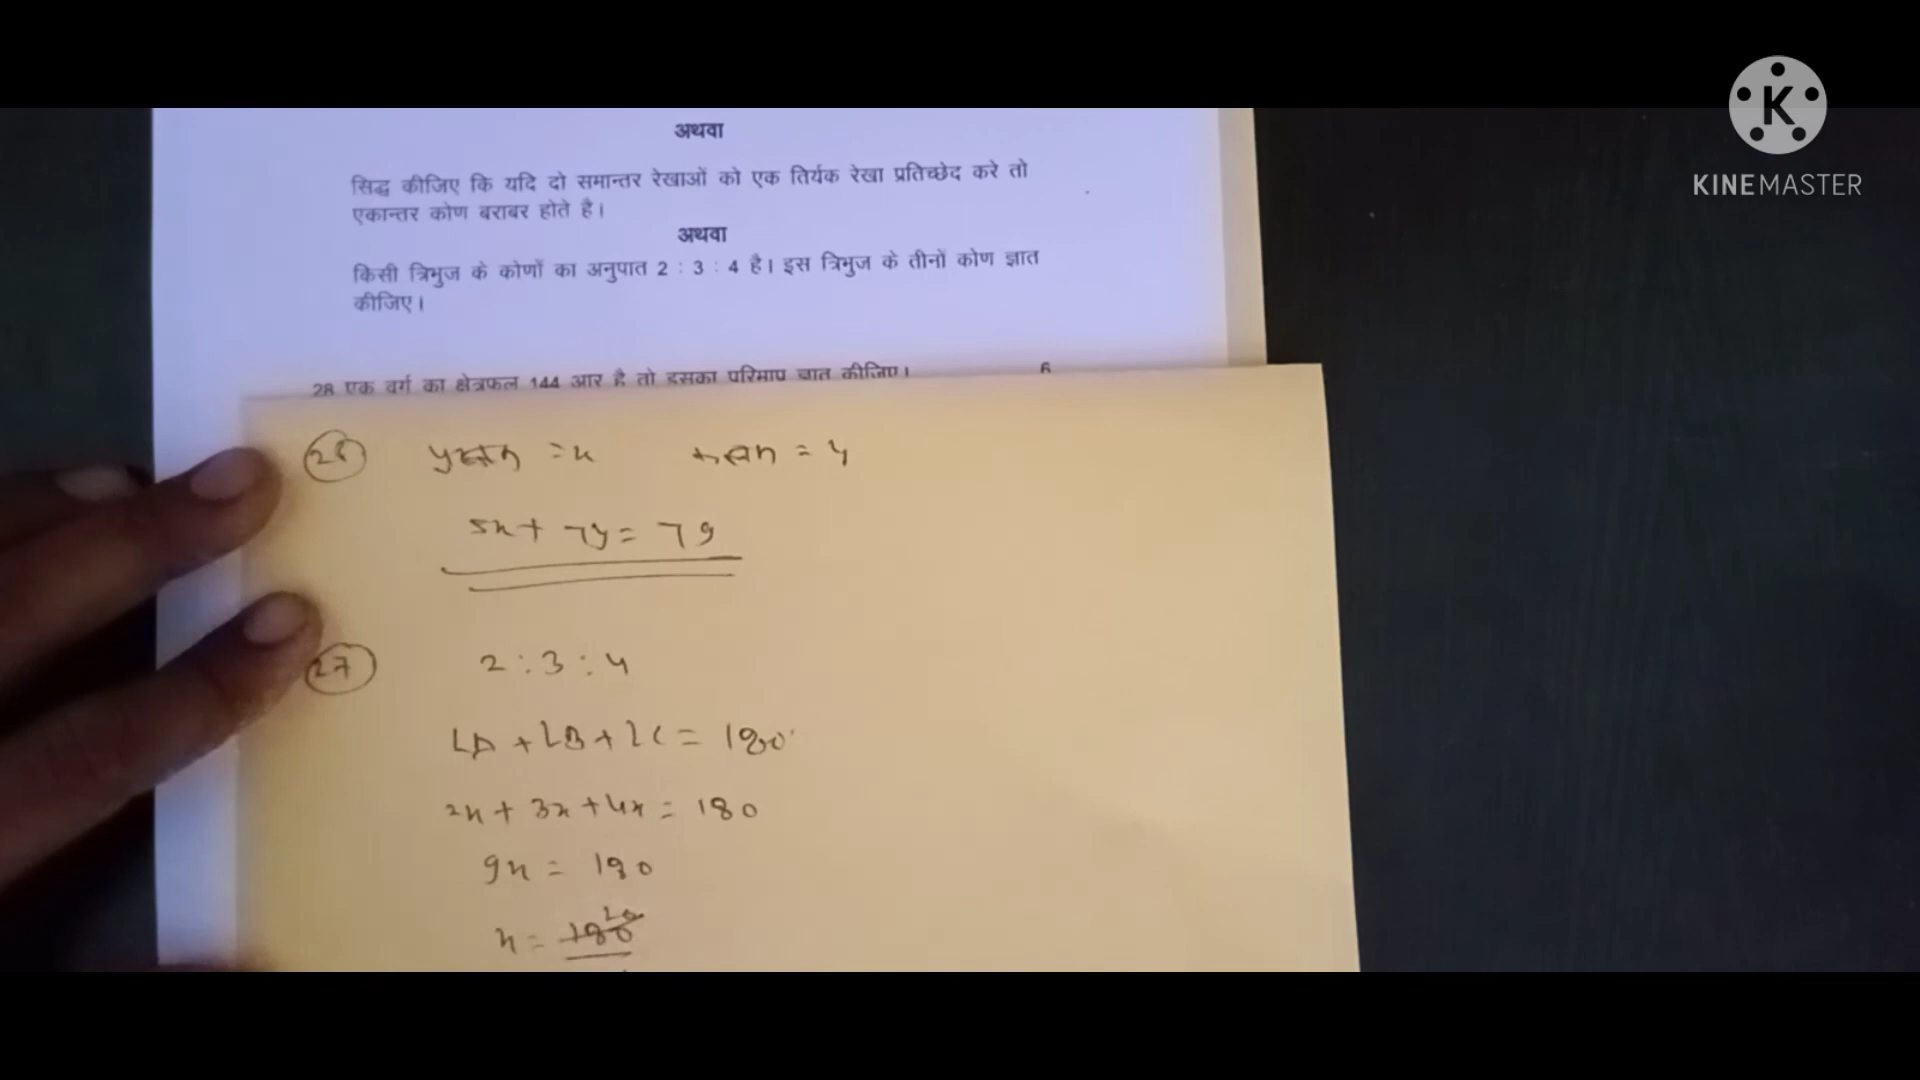 अथवा
सिद्ध कीजिए कि यदि दो समान्तर रेखाओं को एक तिर्यक रेखा प्रतिच्छेद करे तो
एकान्तर कोण बराबर होते है।
अथवा
किसी त्रिभुज के कोणों का अनुपात 2 : 3 : 4 है। इस त्रिभुज के तीनों कोण ज्ञात
कीजिए।
28 एक वर्ग का क्षेत्रफल 144 आर है तो इसका परिमाप ज्ञात कीजिए। 6
= x = y
5x + 7y = 79
27 2 : 3 : 4
∠A + ∠B + ∠C = 180°
2x + 3x + 4x = 180
9x = 180
x = 180 20
K
KINEMASTER